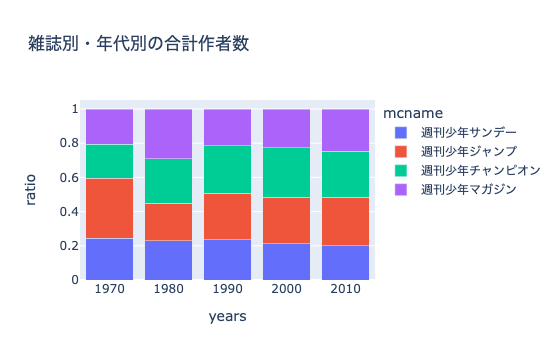 雑誌別・年代別の合計作者数
mcname
週刊少年サンデー
週刊少年ジャンプ
週刊少年チャンピオン
週刊少年マガジン
ratio
1
0.8
0.6
0.4
0.2
0
1970 1980 1990 2000 2010
years